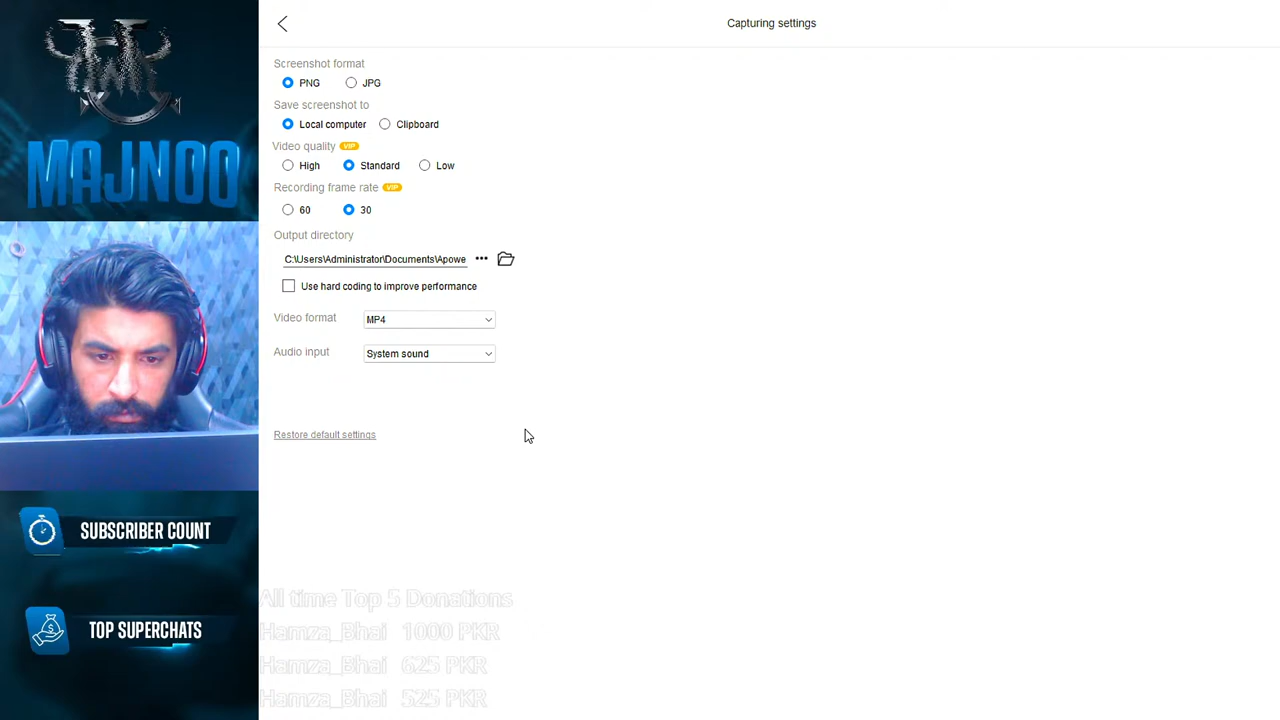 MAJNOO
SUBSCRIBER COUNT
$
TOP SUPERCHATS
Capturing settings
Screenshot format
PNG JPG
Save screenshot to
Local computer Clipboard
Video quality VIP
High Standard Low
Recording frame rate VIP
60 30
Output directory
C:\Users\Administrator\Documents\Apowe
Use hard coding to improve performance
Video format MP4
Audio input System sound
Restore default settings
All time Top 5 Donations
Hamza_Bhai 1000 PKR
Hamza_Bhai 625 PKR
Hamza_Bhai 525 PKR